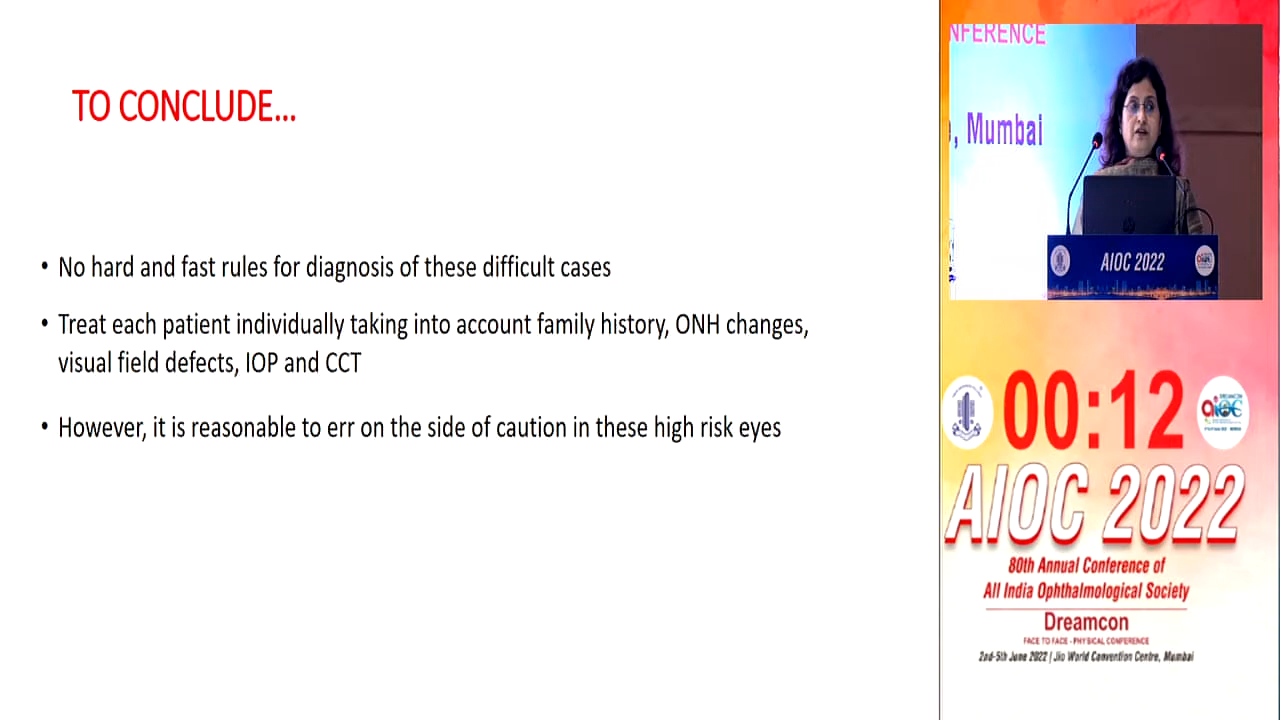 TO CONCLUDE...
• No hard and fast rules for diagnosis of these difficult cases
• Treat each patient individually taking into account family history, ONH changes,
visual field defects, IOP and CCT
• However, it is reasonable to err on the side of caution in these high risk eyes
NFERENCE
, Mumbai
AIOC 2022
00:12
AIOC 2022
80th Annual Conference of
All India Ophthalmological Society
Dreamcon
FACE TO FACE - PHYSICAL CONFERENCE
2nd-5th June 2022 | Jio World Convention Centre, Mumbai